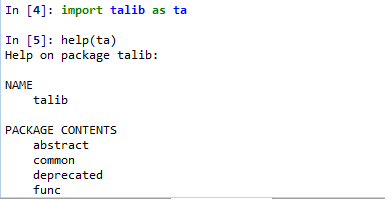 In [4]: import talib as ta
In [5]: help(ta)
Help on package talib:
NAME
talib
PACKAGE CONTENTS
abstract
common
deprecated
func